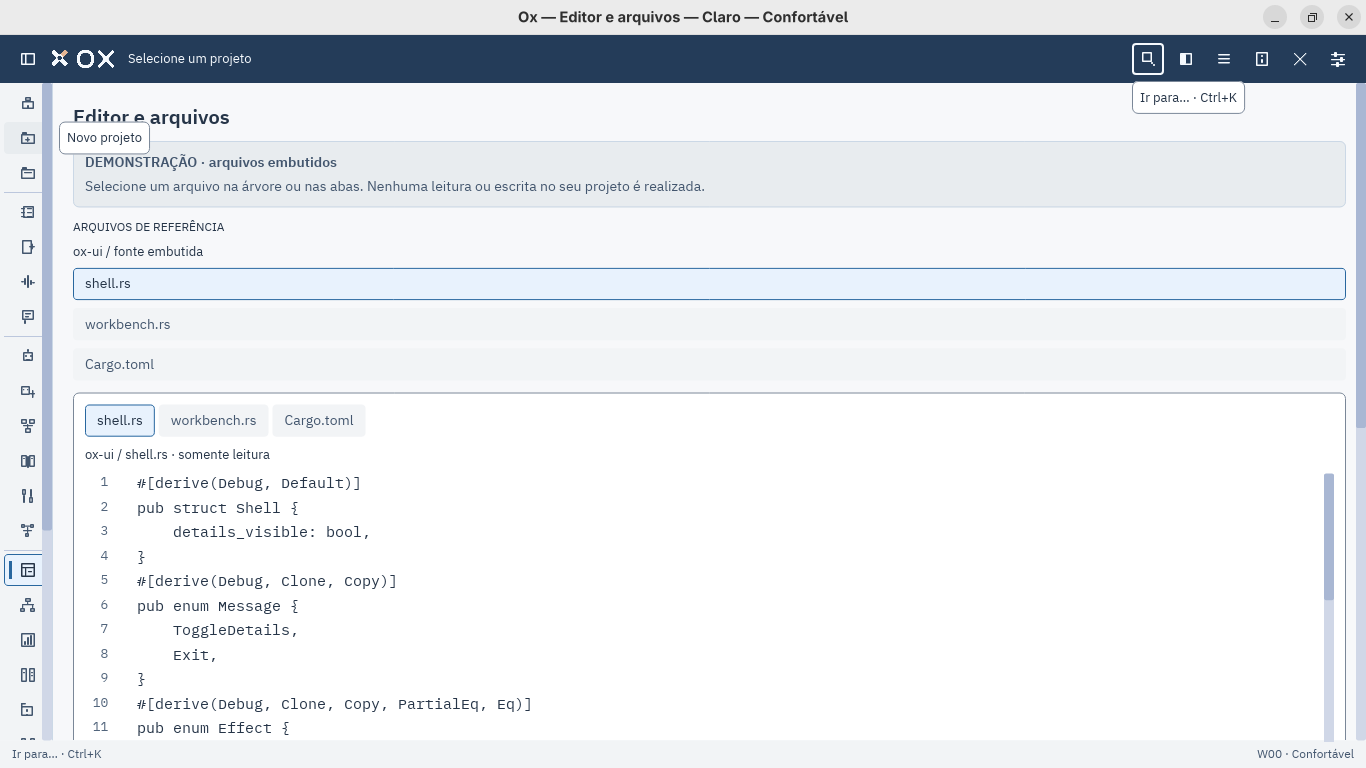 Ox — Editor e arquivos — Claro — Confortável
OX
Selecione um projeto
Ir para… · Ctrl+K
Editor e arquivos
Novo projeto
DEMONSTRAÇÃO · arquivos embutidos
Selecione um arquivo na árvore ou nas abas. Nenhuma leitura ou escrita no seu projeto é realizada.
ARQUIVOS DE REFERÊNCIA
ox-ui / fonte embutida
shell.rs
workbench.rs
Cargo.toml
shell.rs workbench.rs Cargo.toml
ox-ui / shell.rs · somente leitura
1 #[derive(Debug, Default)]
2 pub struct Shell {
3     details_visible: bool,
4 }
5 #[derive(Debug, Clone, Copy)]
6 pub enum Message {
7     ToggleDetails,
8     Exit,
9 }
10 #[derive(Debug, Clone, Copy, PartialEq, Eq)]
11 pub enum Effect {
Ir para… · Ctrl+K
W00 · Confortável